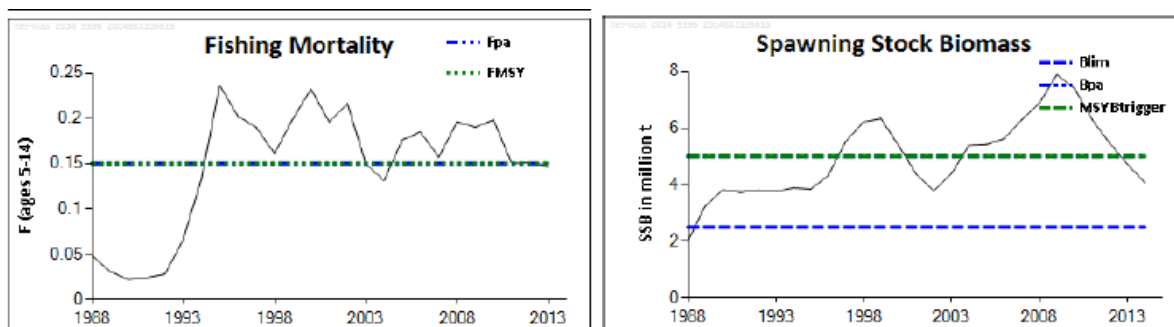 Fishing Mortality
Fpa
FMSY
F (ages 5-14)
0.25
0.2
0.15
0.1
0.05
0
1988 1993 1998 2003 2008 2013
Spawning Stock Biomass
Blim
Bpa
MSYBtrigger
SSB in million t
8
6
4
2
0
1988 1993 1998 2003 2008 2013